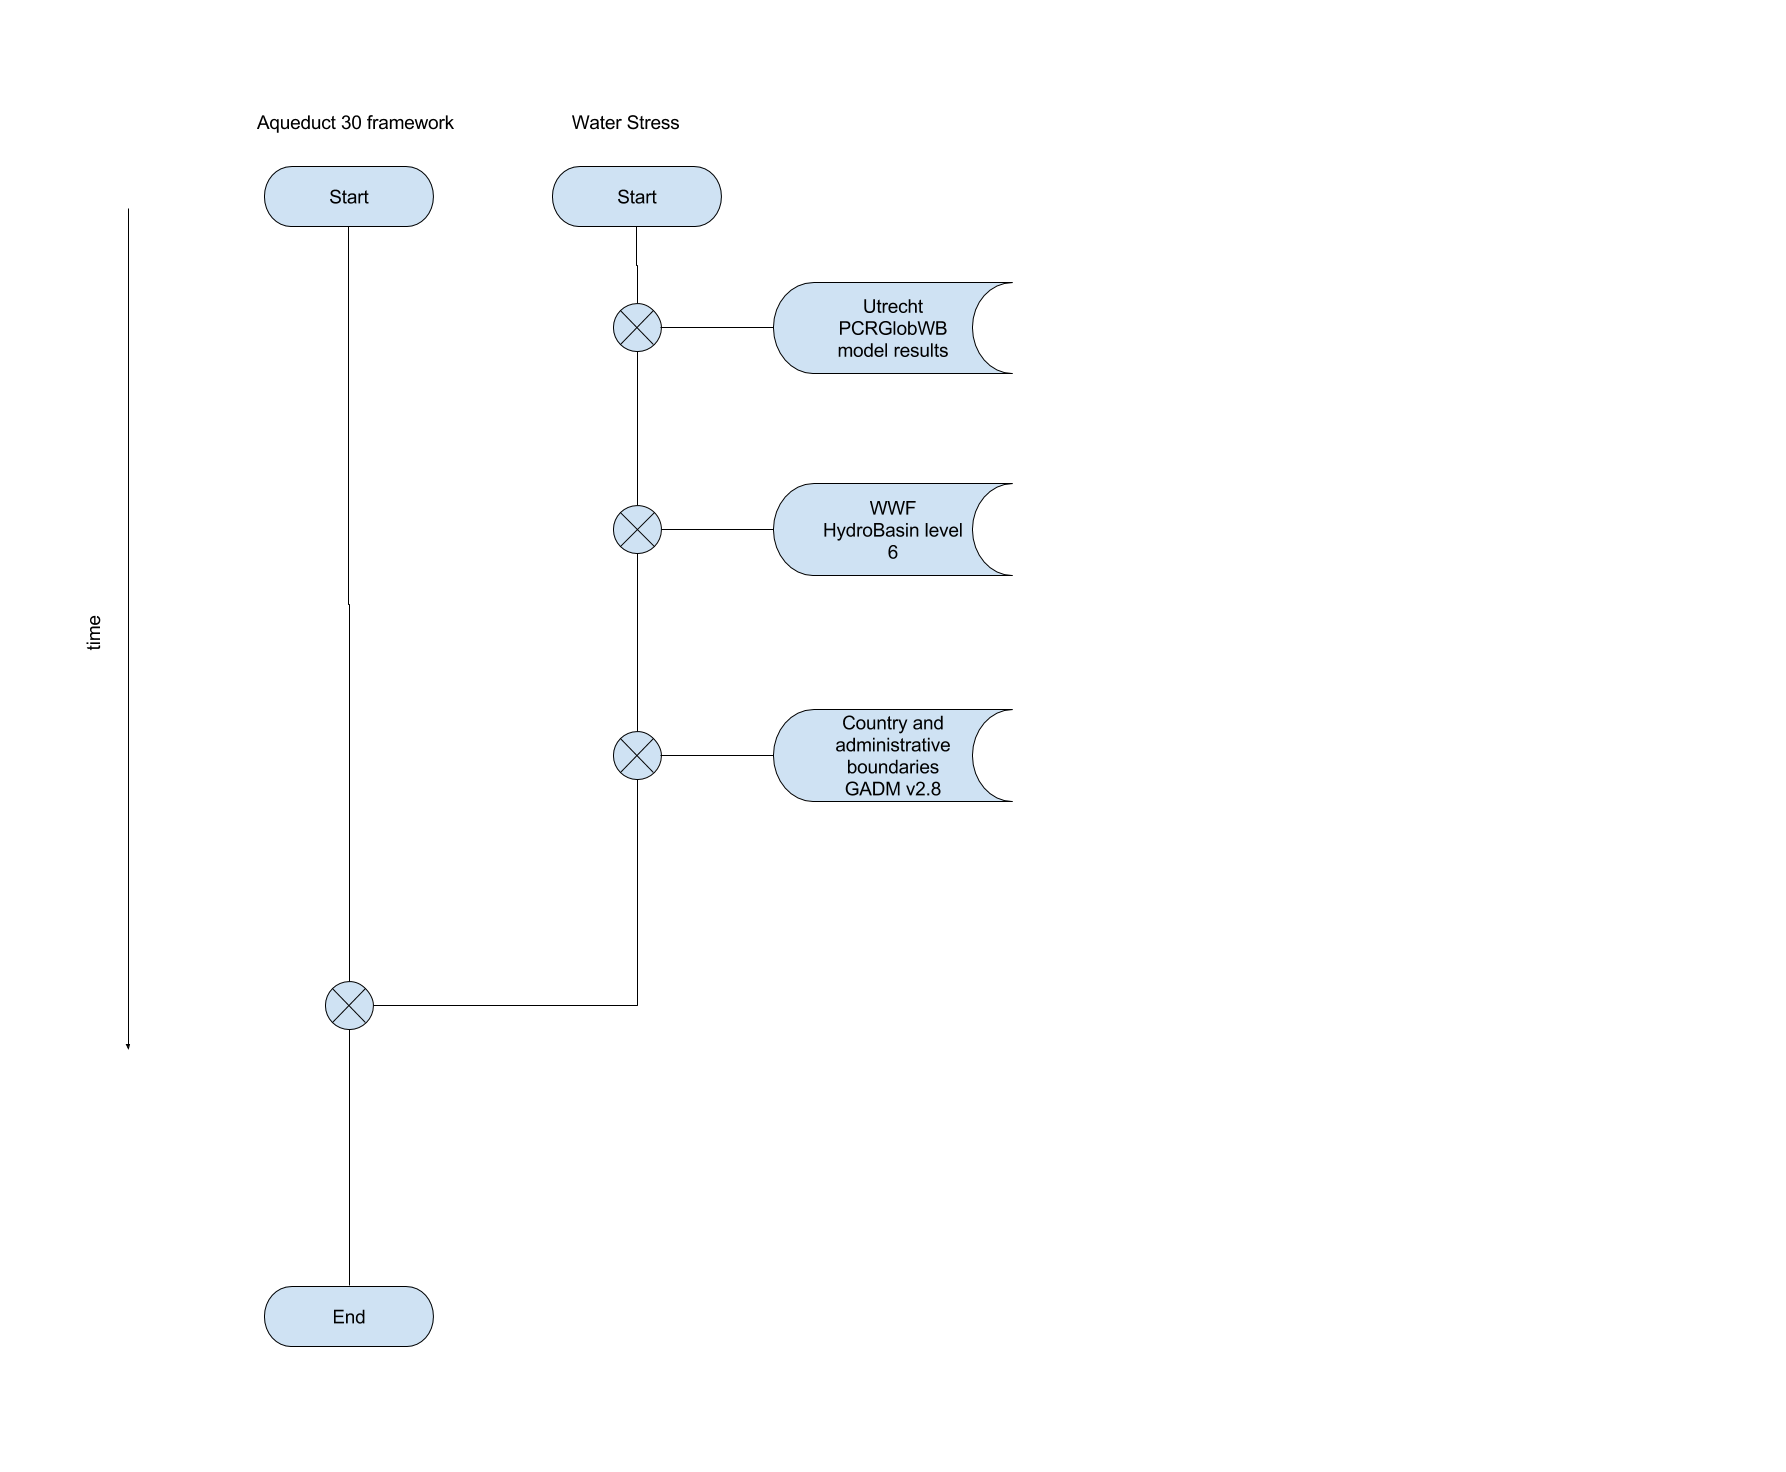 Aqueduct 30 framework
Water Stress
Start
Start
Utrecht
PCRGlobWB
model results
WWF
HydroBasin level
6
time
Country and
administrative
boundaries
GADM v2.8
End